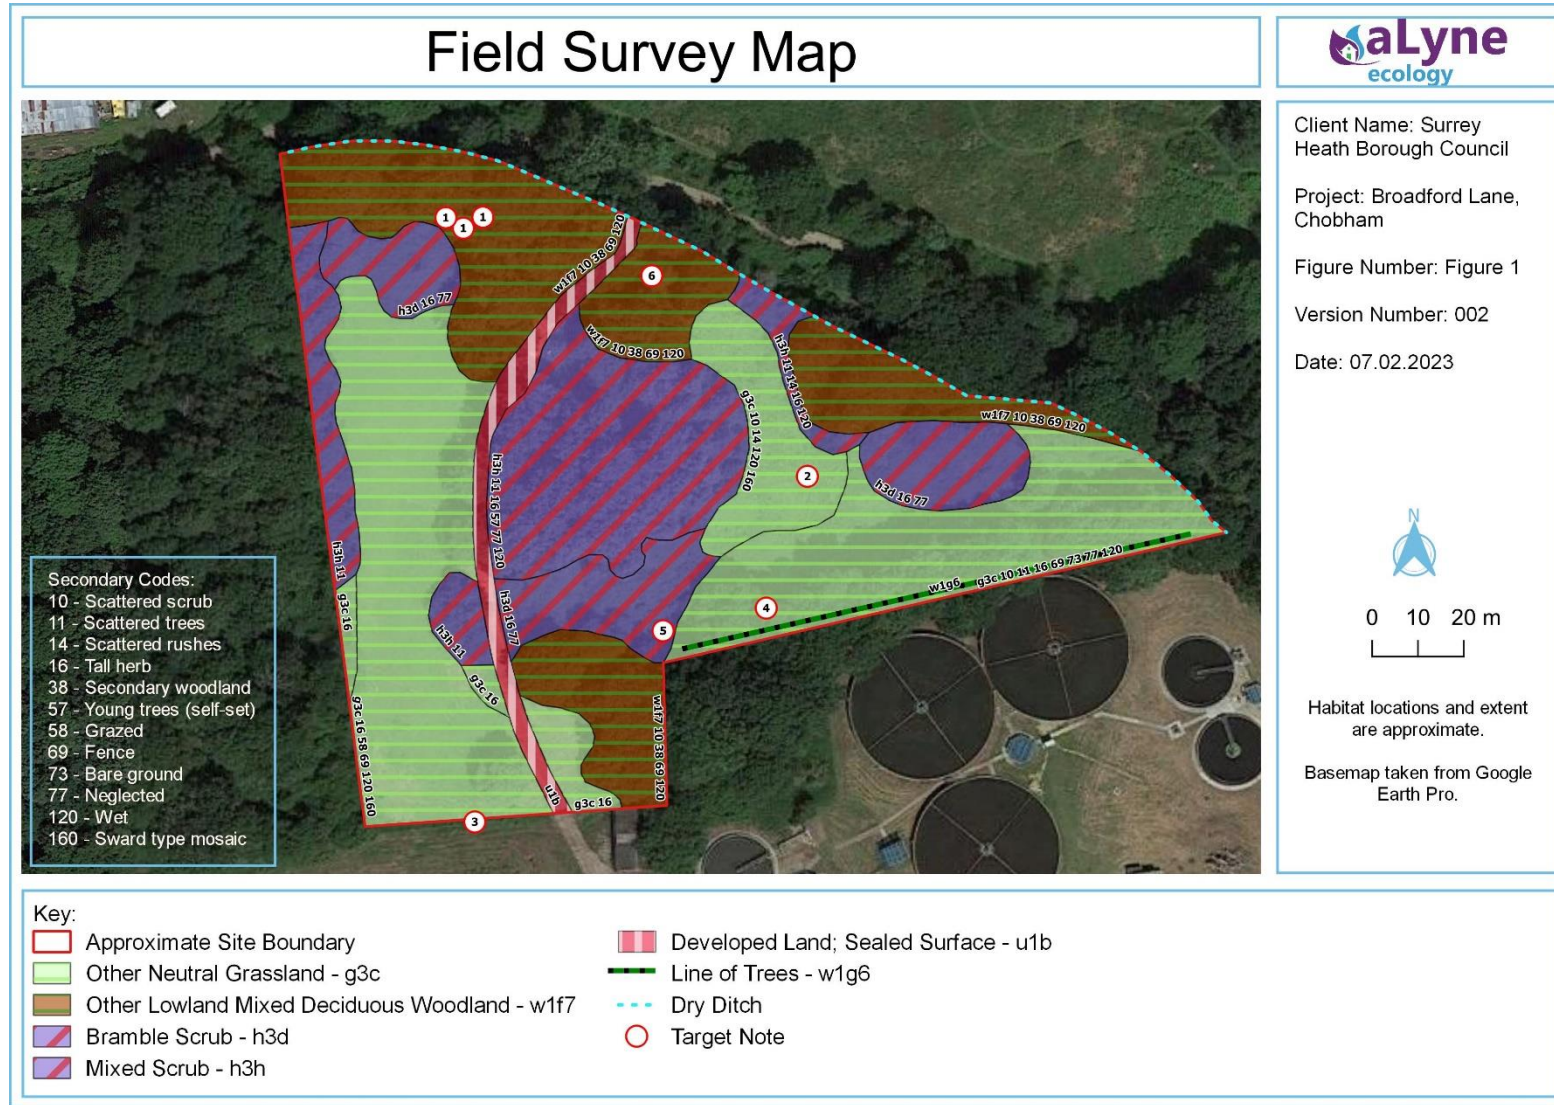 Field Survey Map
aLyne
ecology
Client Name: Surrey
Heath Borough Council
Project: Broadford Lane,
Chobham
Figure Number: Figure 1
Version Number: 002
Date: 07.02.2023
N
0 10 20 m
Habitat locations and extent
are approximate.
Basemap taken from Google
Earth Pro.
1
1
1
w1f7 10 38 69 120
6
h3d 16 77
w1f7 10 38 69 120
h3h 11 14 16 120
g3c 10 14 120 160
w1f7 10 38 69 120
2
h3d 16 77
h3h 11 16 57 77 120
h3h 11
g3c 16
w1g6
g3c 10 11 16 69 73 77 120
4
5
h3d 16 77
h3h 11
g3c 16
g3c 16 58 69 120 160
w1f7 10 38 69 120
u1b
g3c 16
3
Secondary Codes:
10 - Scattered scrub
11 - Scattered trees
14 - Scattered rushes
16 - Tall herb
38 - Secondary woodland
57 - Young trees (self-set)
58 - Grazed
69 - Fence
73 - Bare ground
77 - Neglected
120 - Wet
160 - Sward type mosaic
Key:
Approximate Site Boundary
Other Neutral Grassland - g3c
Other Lowland Mixed Deciduous Woodland - w1f7
Bramble Scrub - h3d
Mixed Scrub - h3h
Developed Land; Sealed Surface - u1b
Line of Trees - w1g6
Dry Ditch
Target Note